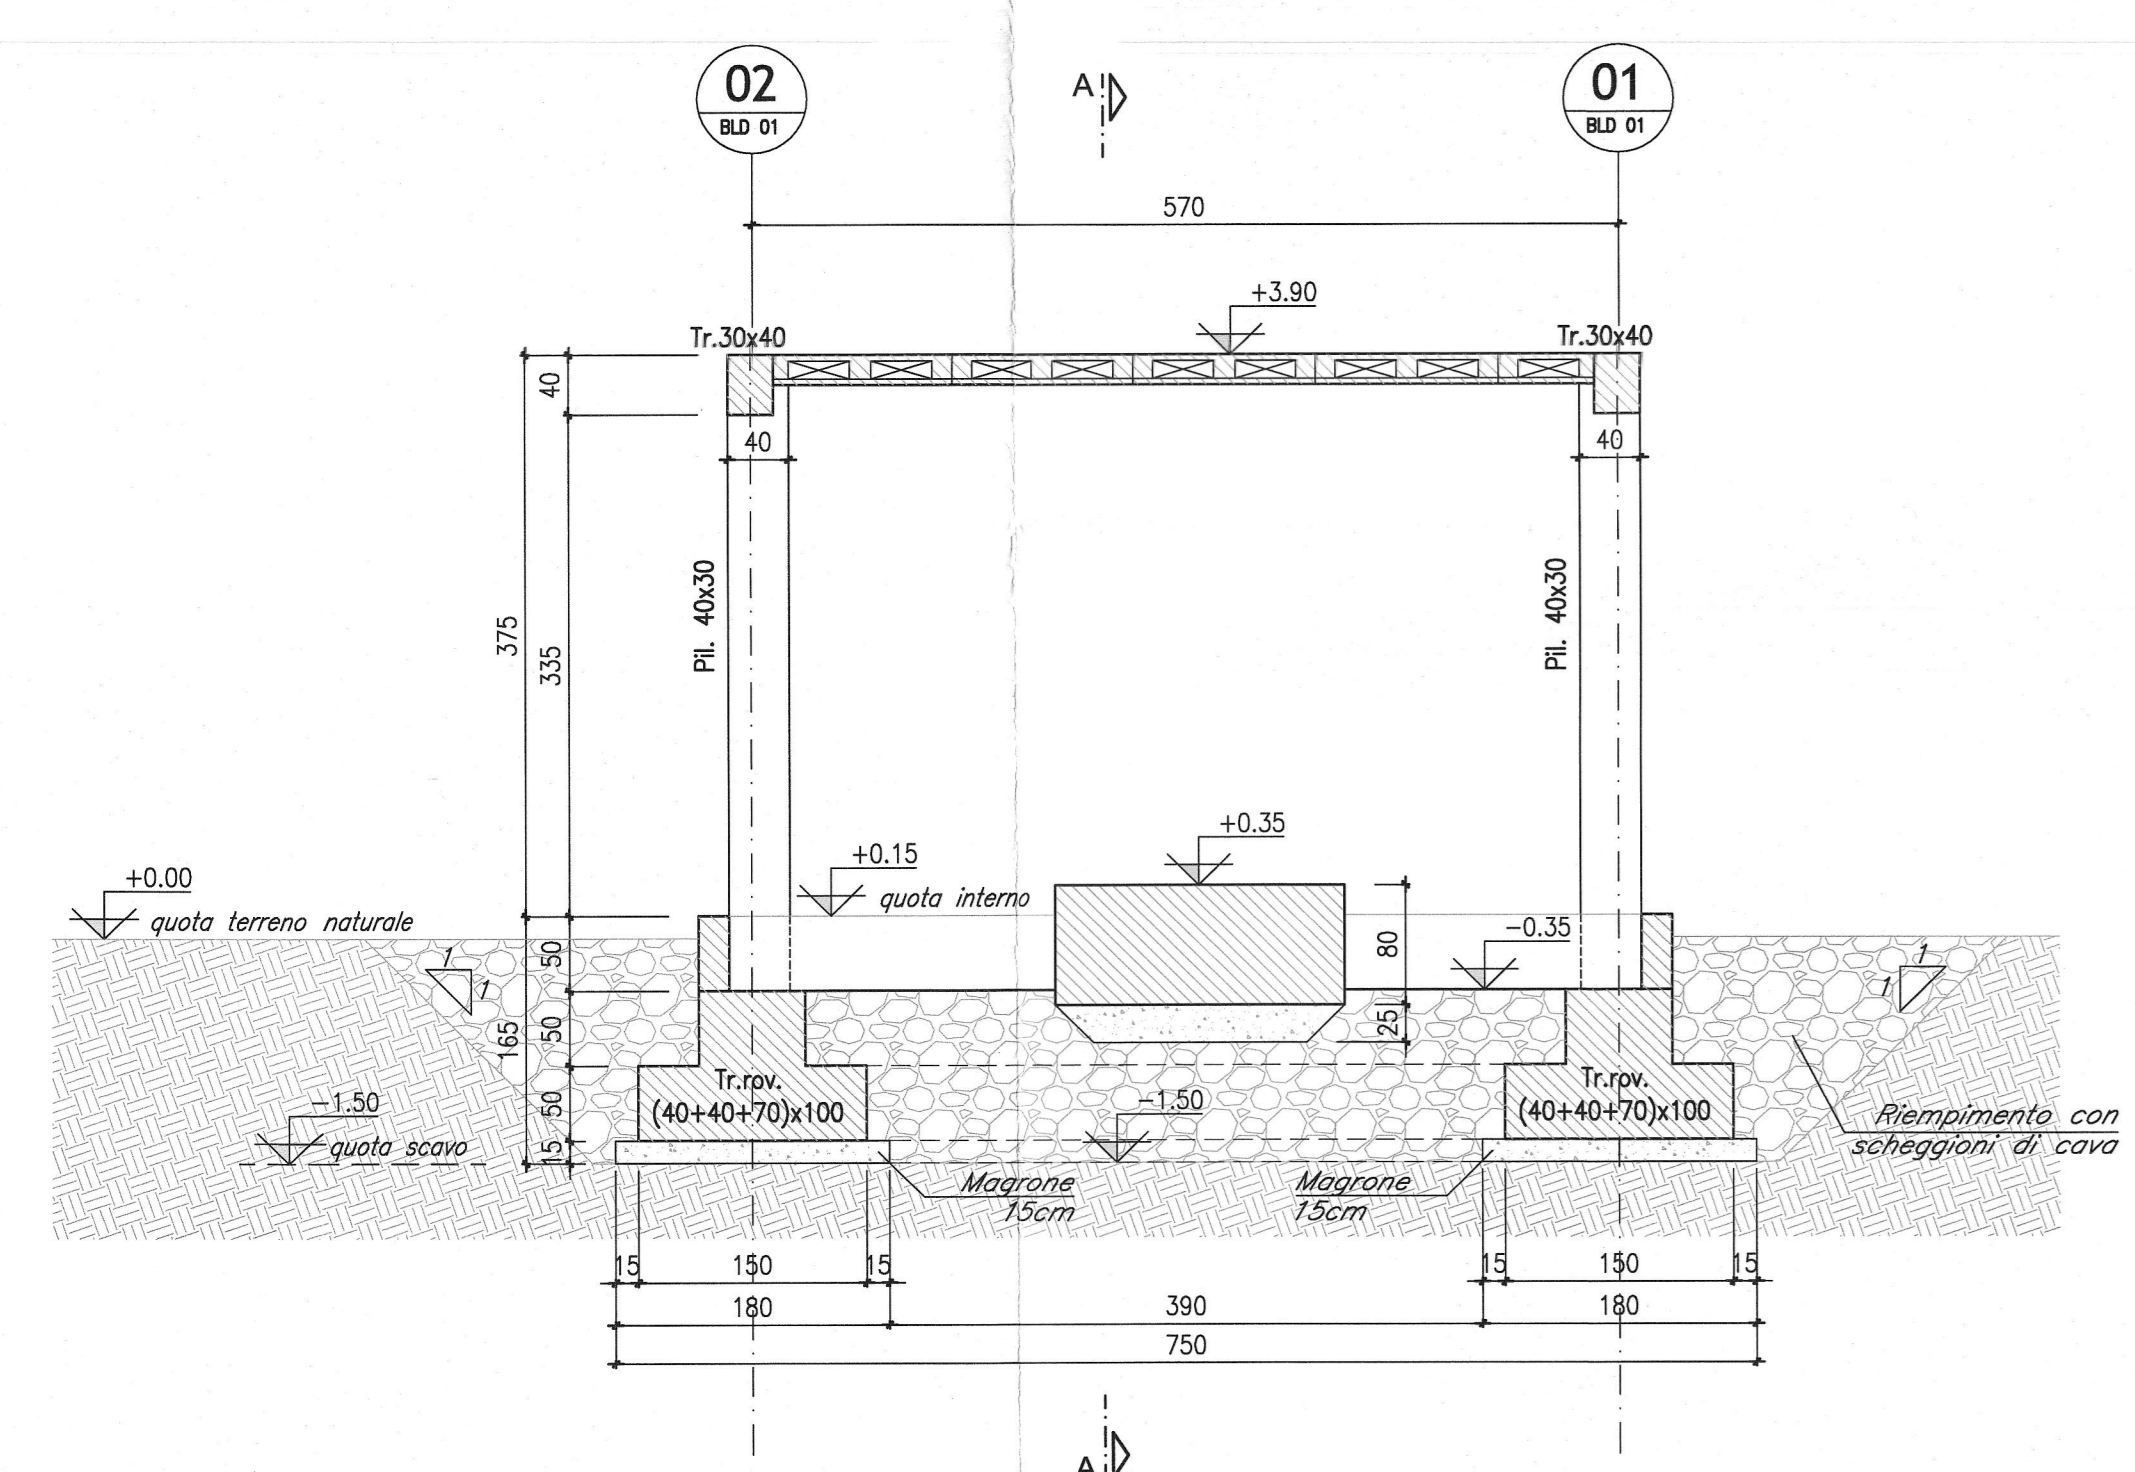 02
BLD 01
A
01
BLD 01
570
+3.90
Tr.30x40
Tr.30x40
40
40
40
375
335
Pil. 40x30
Pil. 40x30
+0.35
+0.15
quota interno
+0.00
quota terreno naturale
-0.35
80
25
1
1
1
1
50
165
50
50
15
Tr.rov.
(40+40+70)x100
Tr.rov.
(40+40+70)x100
-1.50
quota scavo
-1.50
Riempimento con
scheggioni di cava
Magrone
15cm
Magrone
15cm
15
150
15
15
150
15
180
390
180
750
A